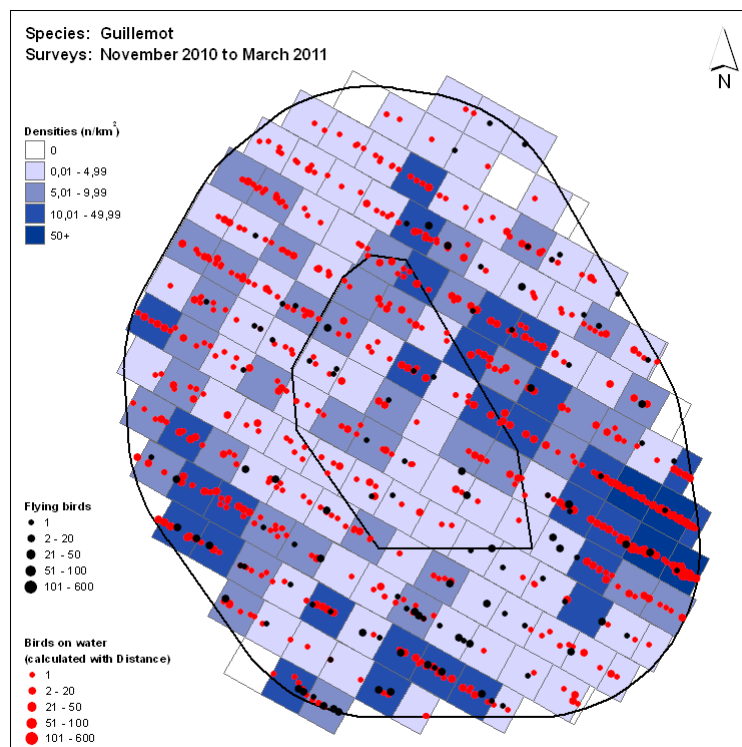 Species: Guillemot
Surveys: November 2010 to March 2011
N
Densities (n/km²)
0
0,01 - 4,99
5,01 - 9,99
10,01 - 49,99
50+
Flying birds
1
2 - 20
21 - 50
51 - 100
101 - 600
Birds on water
(calculated with Distance)
1
2 - 20
21 - 50
51 - 100
101 - 600